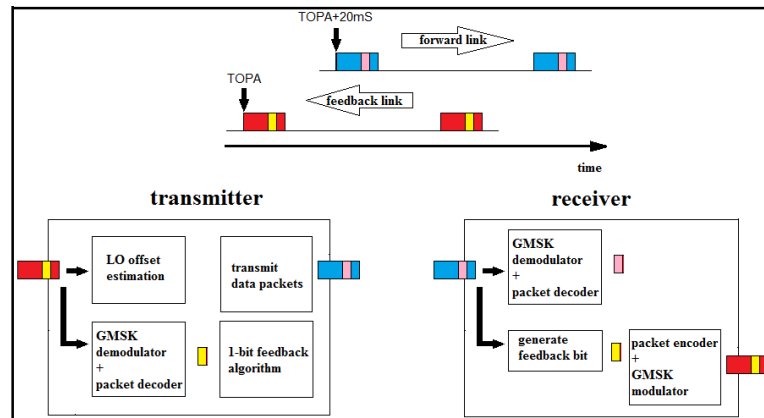 TOPA+20mS
forward link
TOPA
feedback link
time
transmitter
receiver
LO offset
estimation
transmit
data packets
GMSK
demodulator
+
packet decoder
1-bit feedback
algorithm
GMSK
demodulator
+
packet decoder
generate
feedback bit
packet encoder
+
GMSK
modulator